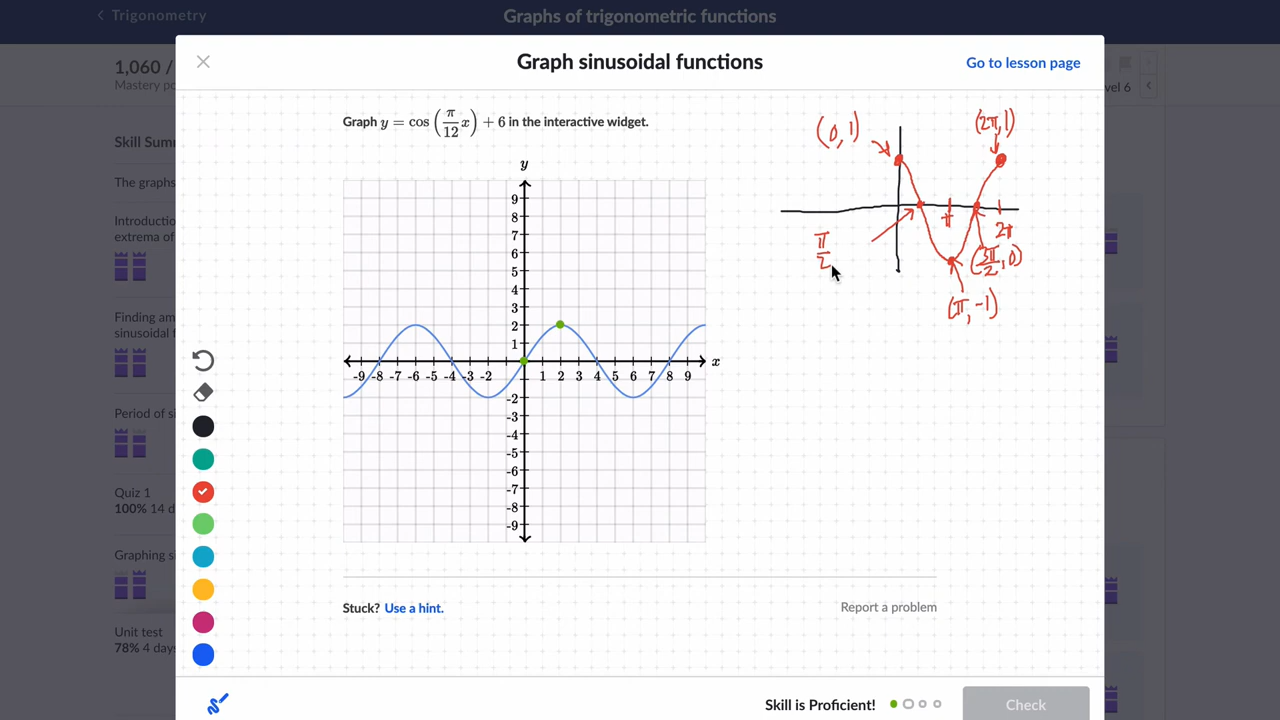 Trigonometry
Graphs of trigonometric functions
1,060 /
Mastery po
vel 6
Graph sinusoidal functions
Go to lesson page
Skill Summ
The graphs
Introduction
extrema of
Finding am
sinusoidal f
Period of si
Quiz 1
100% 14 d
Graphing si
Unit test
78% 4 days
Graph y = cos (π/12 x) + 6 in the interactive widget.
y
9
8
7
6
5
4
3
2
1
-9 -8 -7 -6 -5 -4 -3 -2 1 2 3 4 5 6 7 8 9 x
-2
-3
-4
-5
-6
-7
-8
-9
(0, 1)
(2π, 1)
π
2π
π/2
(3π/2, 0)
(π, -1)
Stuck? Use a hint.
Report a problem
Skill is Proficient!
Check